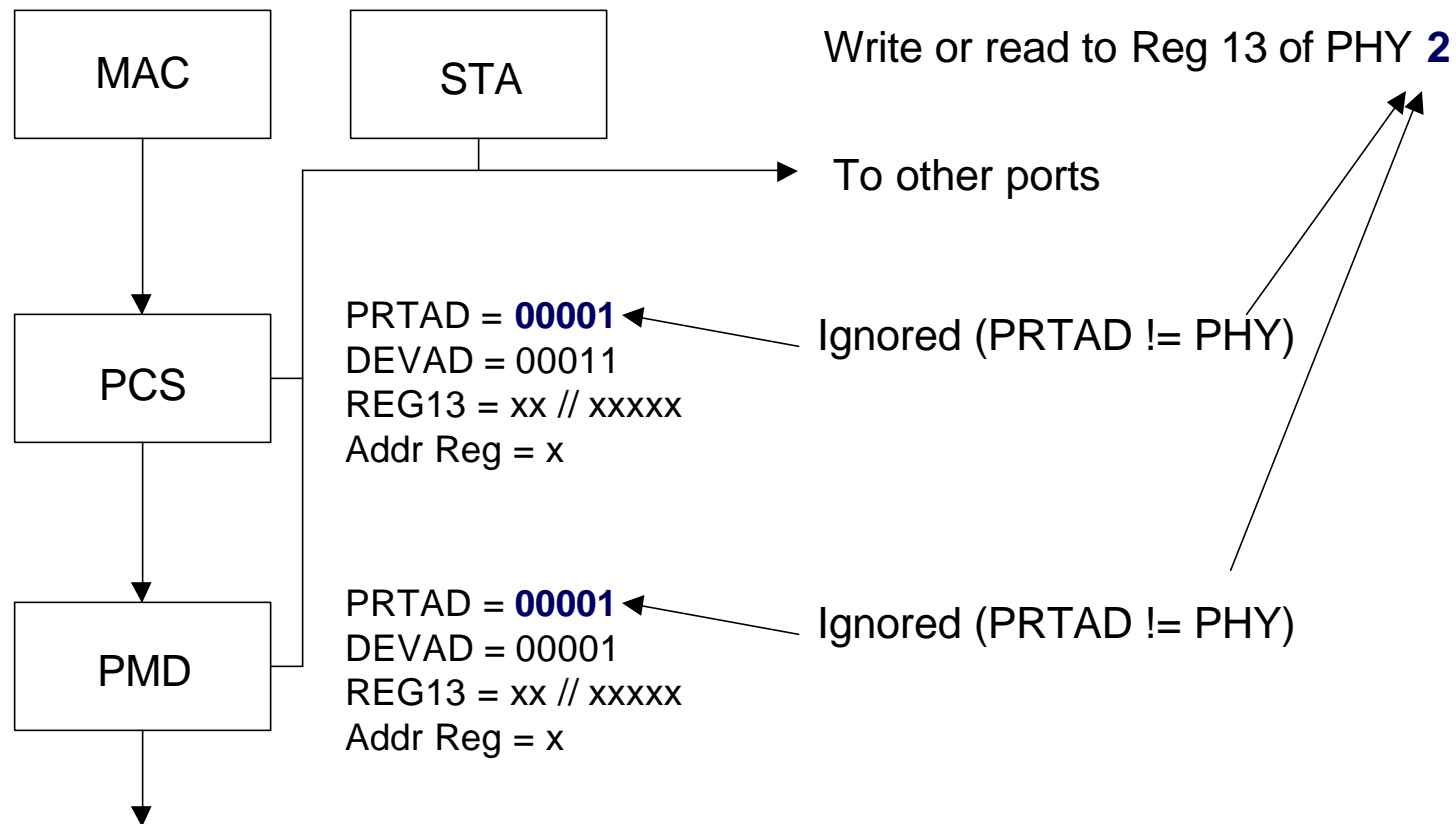 MAC
STA
Write or read to Reg 13 of PHY 2
To other ports
PRTAD = 00001
DEVAD = 00011
REG13 = xx // xxxxx
Addr Reg = x
Ignored (PRTAD != PHY)
PCS
PRTAD = 00001
DEVAD = 00001
REG13 = xx // xxxxx
Addr Reg = x
Ignored (PRTAD != PHY)
PMD